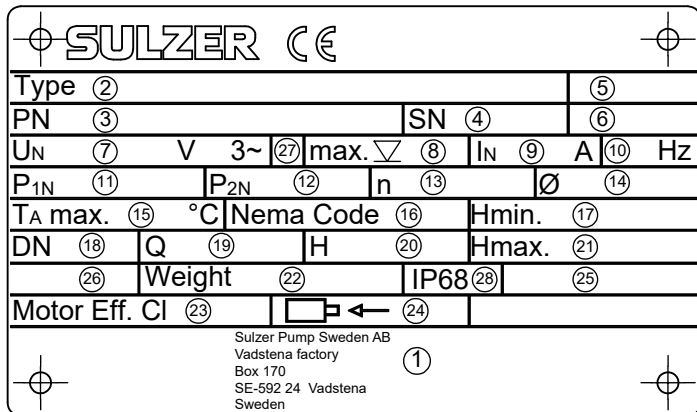 SULZER CE
Type ② ⑤
PN ③ SN ④ ⑥
UN ⑦ V 3~ ㉗ max. ⑧ IN ⑨ A ⑩ Hz
P1N ⑪ P2N ⑫ n ⑬ Ø ⑭
TA max. ⑮ °C Nema Code ⑯ Hmin. ⑰
DN ⑱ Q ⑲ H ⑳ Hmax. ㉑
㉖ Weight ㉒ IP68 ㉘ ㉕
Motor Eff. Cl ㉓ ㉔
Sulzer Pump Sweden AB
Vadstena factory
Box 170
SE-592 24 Vadstena
Sweden
①